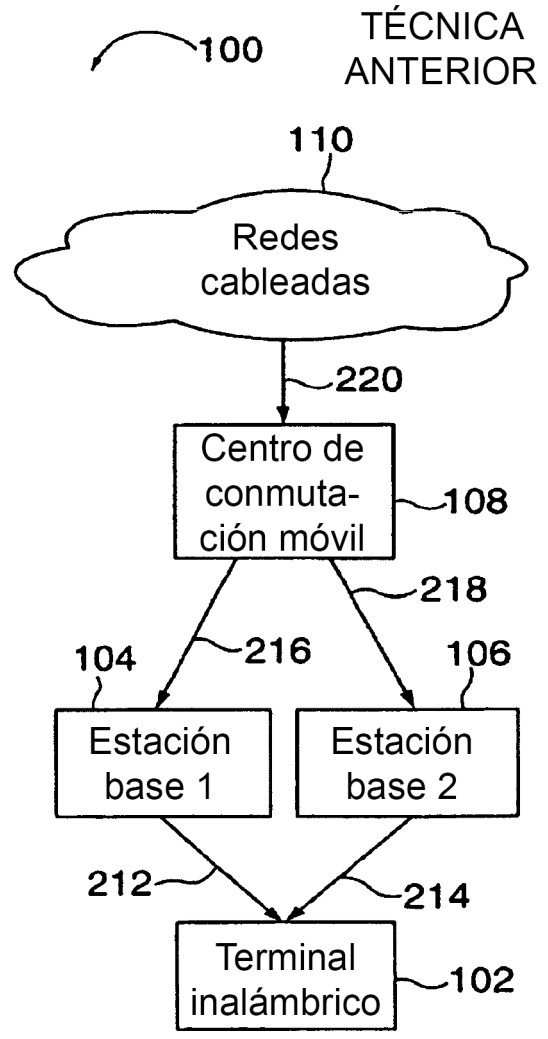 100
TÉCNICA
ANTERIOR
110
Redes
cableadas
220
Centro de
conmuta-
ción móvil
108
218
216
104
106
Estación
base 1
Estación
base 2
212
214
Terminal
inalámbrico
102